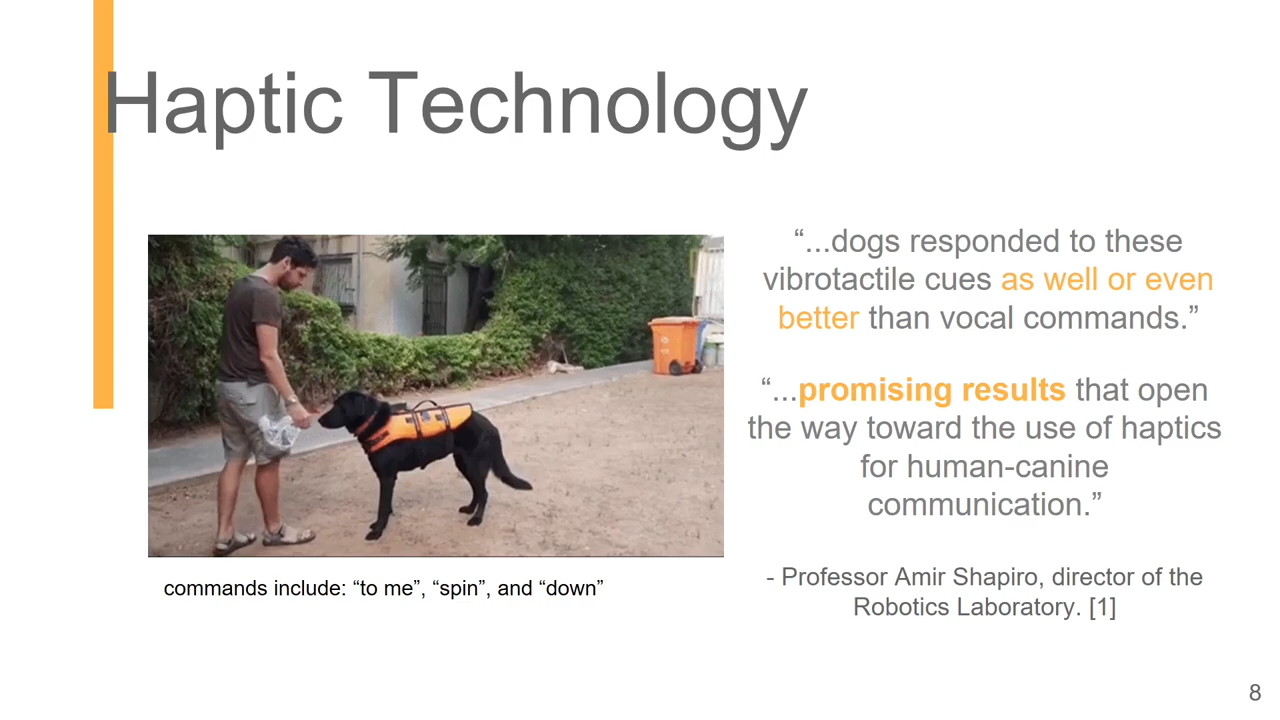 Haptic Technology
“...dogs responded to these
vibrotactile cues as well or even
better than vocal commands.”
“...promising results that open
the way toward the use of haptics
for human-canine
communication.”
commands include: “to me”, “spin”, and “down”
- Professor Amir Shapiro, director of the
Robotics Laboratory. [1]
8